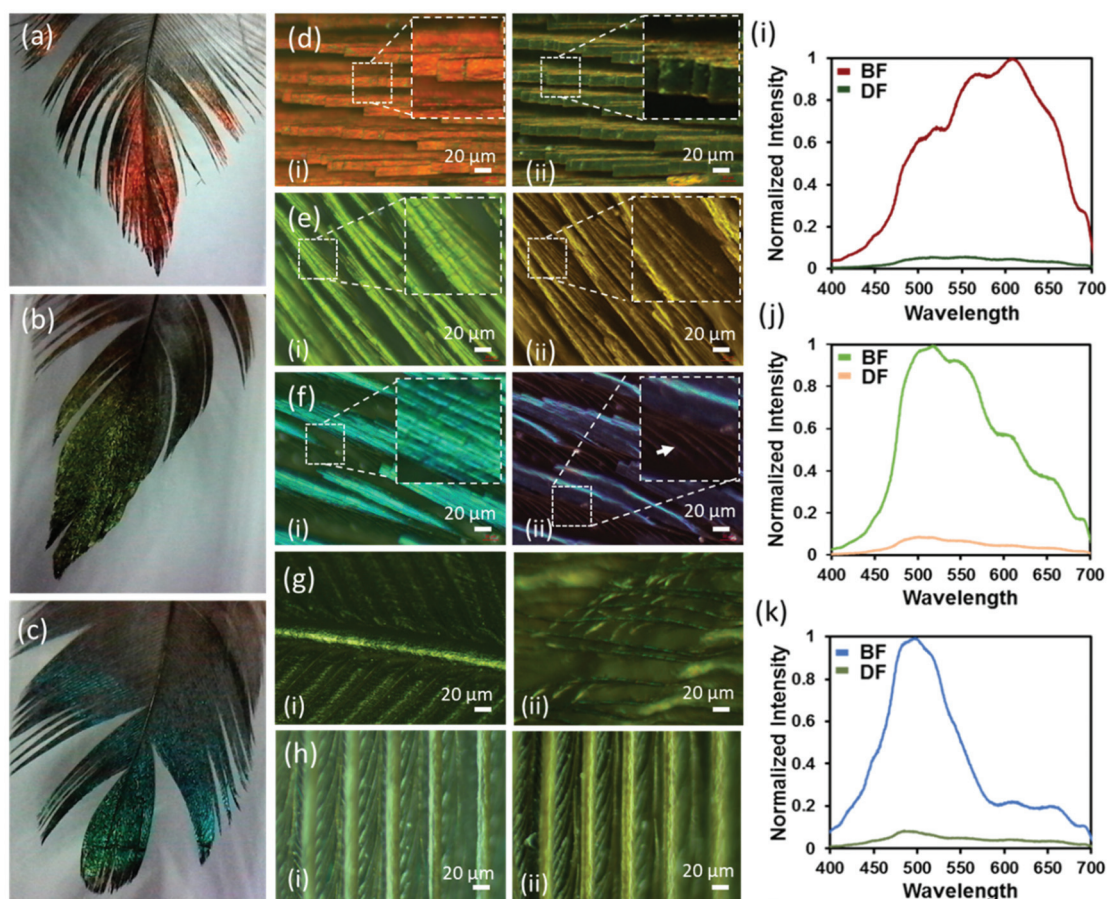 (a)
(b)
(c)
(d)
(i)
20 µm
(ii)
20 µm
(e)
(i)
20 µm
(ii)
20 µm
(f)
(i)
20 µm
(ii)
20 µm
(g)
(i)
20 µm
(ii)
20 µm
(h)
(i)
20 µm
(ii)
20 µm
(i)
BF
DF
Normalized Intensity
1
0.8
0.6
0.4
0.2
0
400 450 500 550 600 650 700
Wavelength
(j)
BF
DF
Normalized Intensity
1
0.8
0.6
0.4
0.2
0
400 450 500 550 600 650 700
Wavelength
(k)
BF
DF
Normalized Intensity
1
0.8
0.6
0.4
0.2
0
400 450 500 550 600 650 700
Wavelength